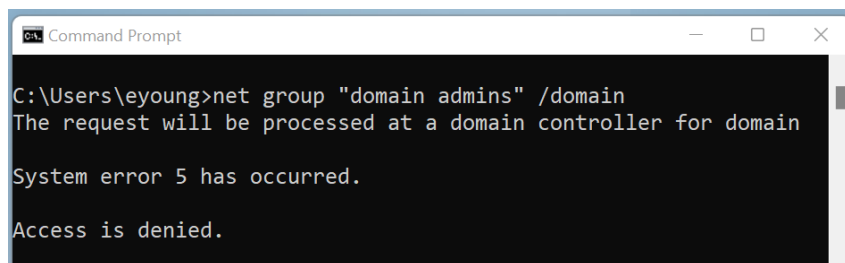 Command Prompt
C:\Users\eyoung>net group "domain admins" /domain
The request will be processed at a domain controller for domain
System error 5 has occurred.
Access is denied.